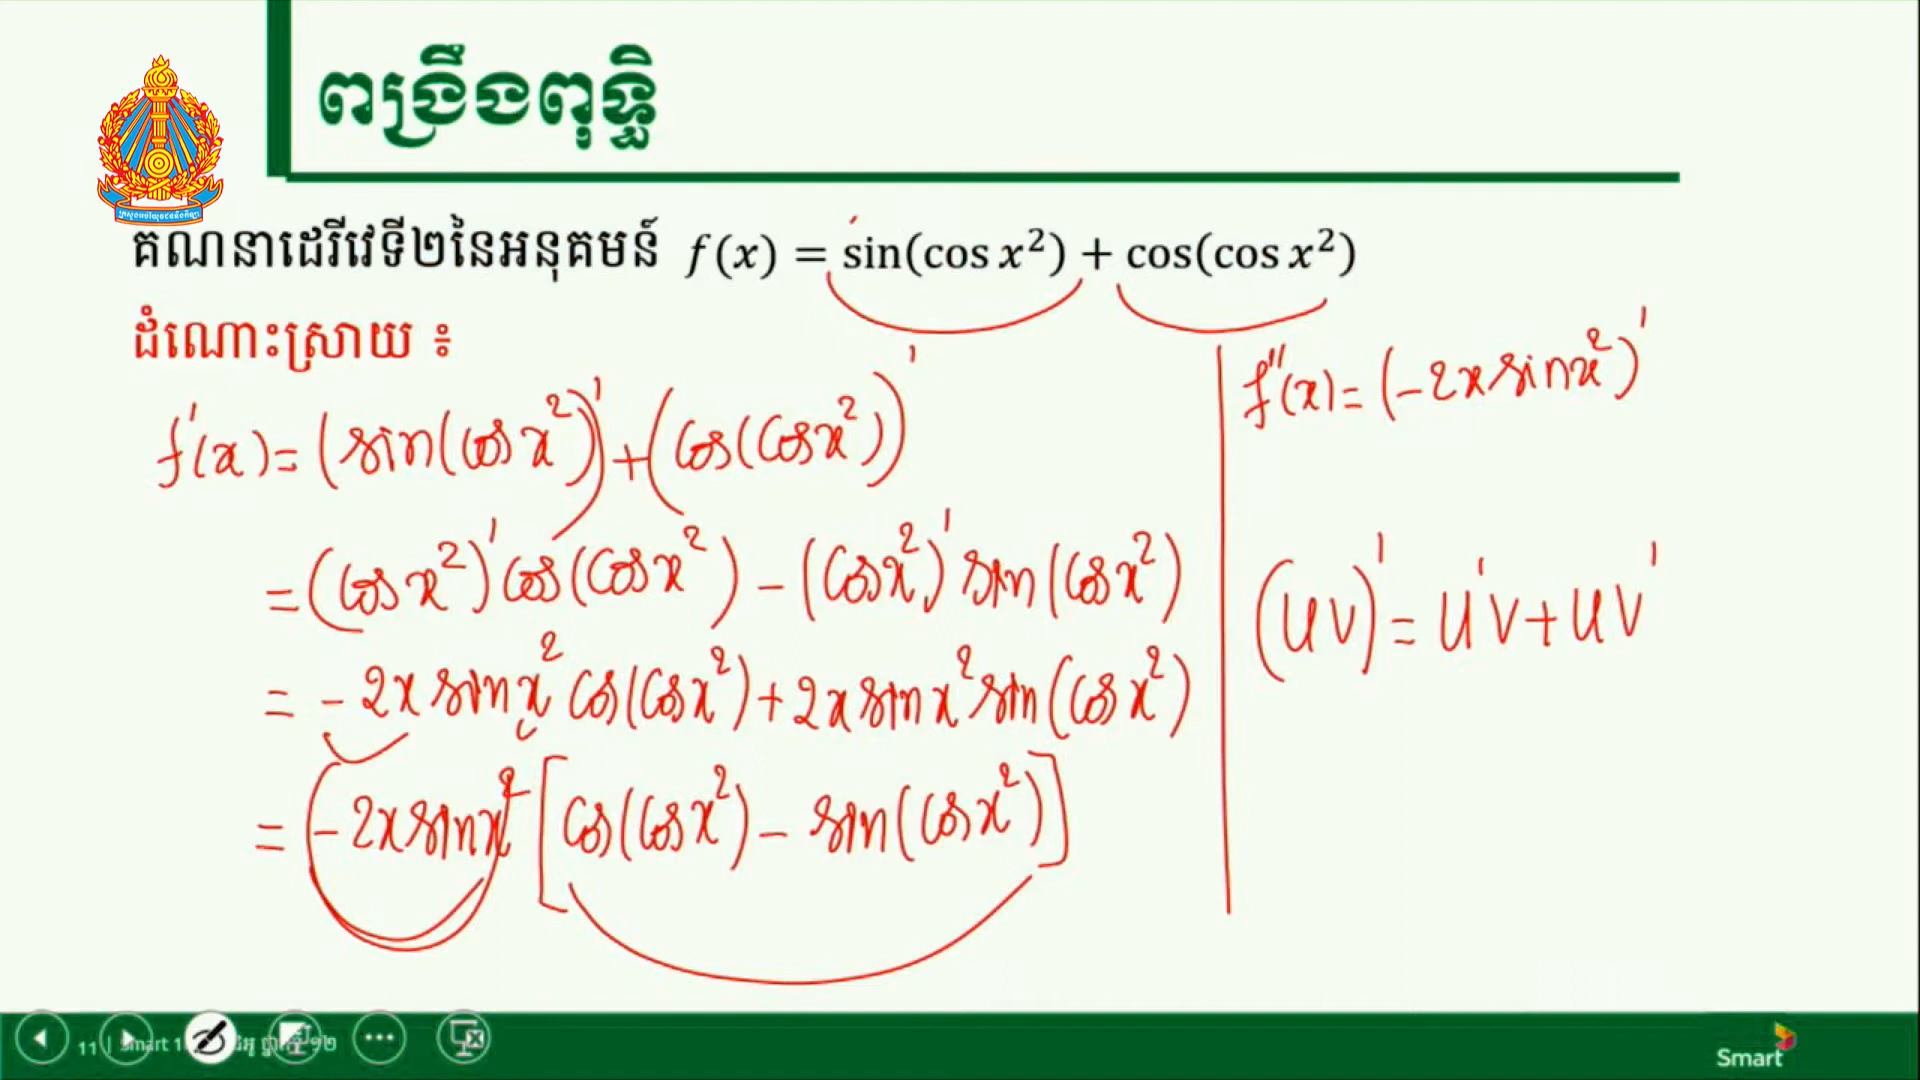 ពង្រឹងពុទ្ធិ
គណនាដេរីវេទី២នៃអនុគមន៍ f(x) = sin(cos x²) + cos(cos x²)
ដំណោះស្រាយ ៖
f'(x) = (sin(cos x²))' + (cos(cos x²))'
= (cos x²)' cos(cos x²) − (cos x²)' sin(cos x²)
= −2x sin x² cos(cos x²) + 2x sin x² sin(cos x²)
= −2x sin x² [cos(cos x²) − sin(cos x²)]
f''(x) = (−2x sin x²)'
(uv)' = u'v + uv'
11 | Smart
Smart